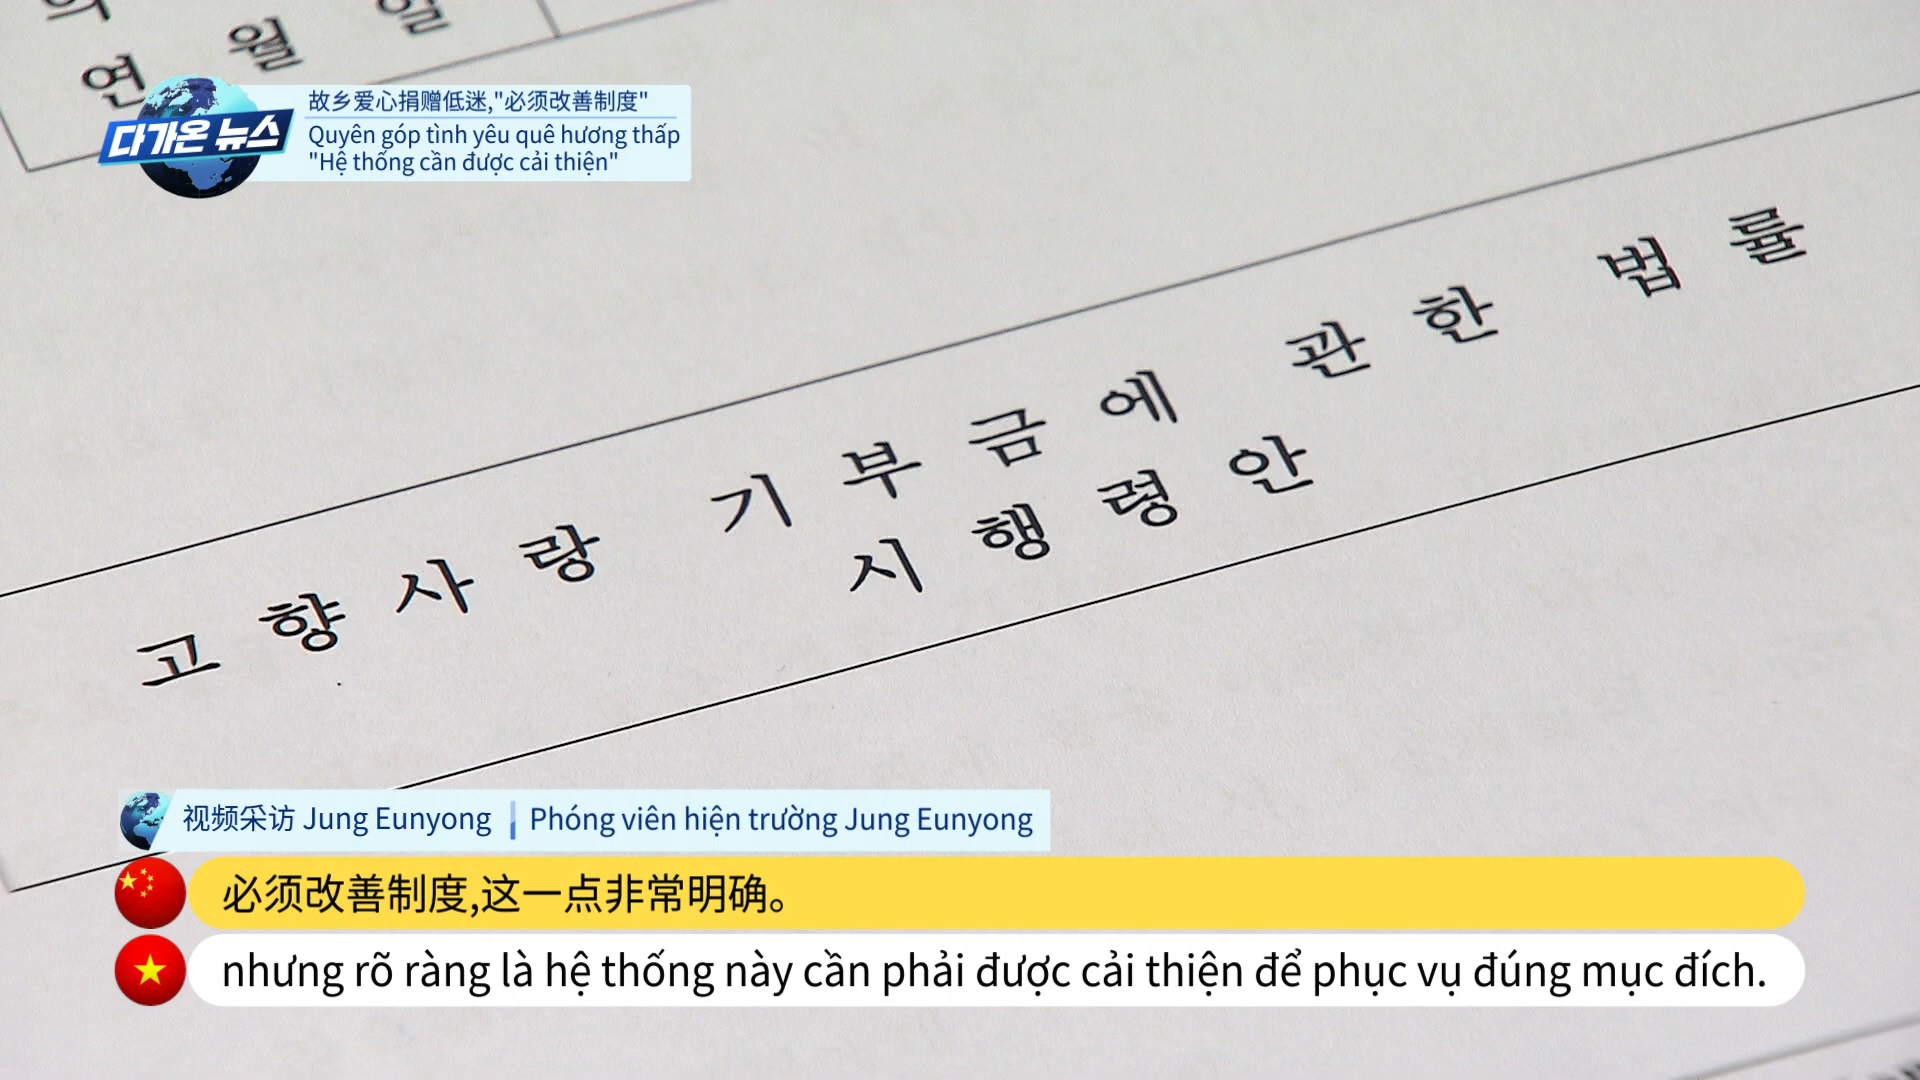 연 월 일
다가온 뉴스
故乡爱心捐赠低迷,"必须改善制度"
Quyên góp tình yêu quê hương thấp
"Hệ thống cần được cải thiện"
고향사랑 기부금에 관한 법률
시행령안
视频采访 Jung Eunyong
Phóng viên hiện trường Jung Eunyong
必须改善制度,这一点非常明确。
nhưng rõ ràng là hệ thống này cần phải được cải thiện để phục vụ đúng mục đích.